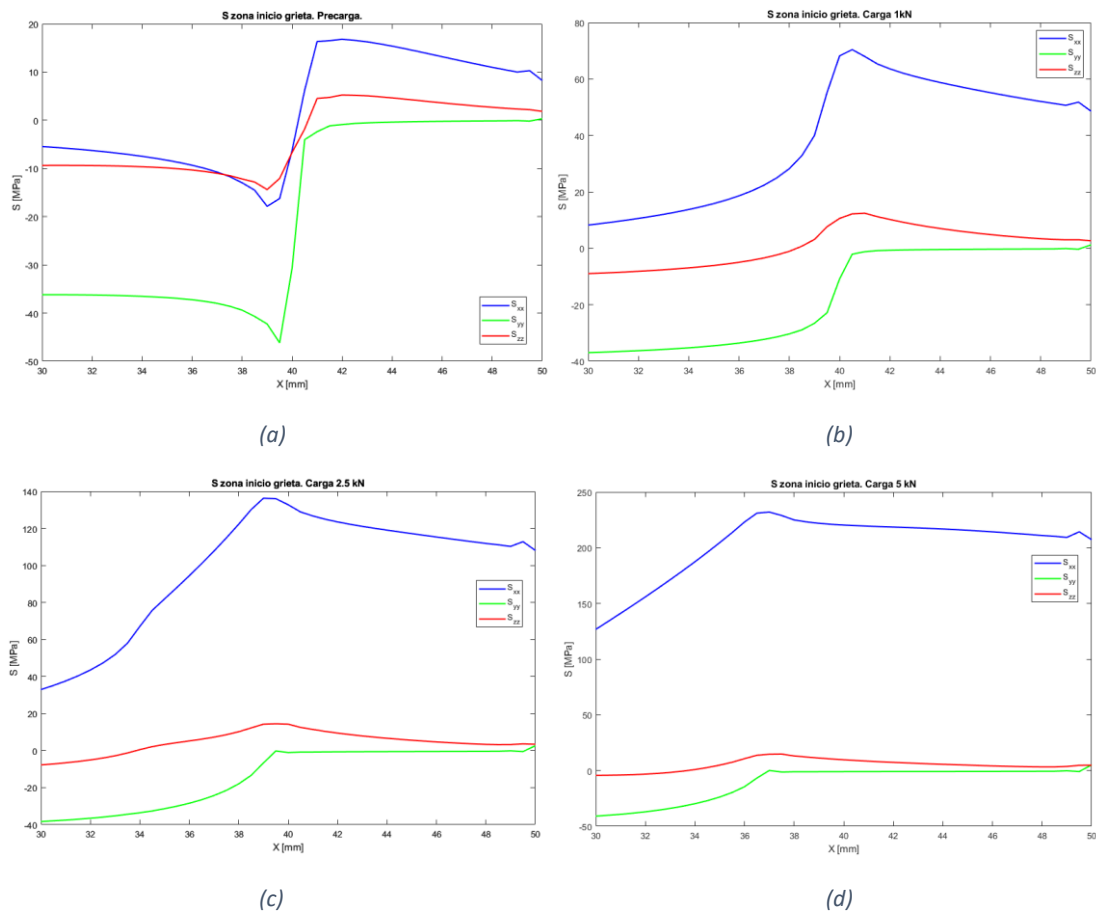 S zona inicio grieta. Precarga.
20
10
0
-10
-20
-30
-40
-50
S [MPa]
30 32 34 36 38 40 42 44 46 48 50
X [mm]
S_xx
S_yy
S_zz
(a)
S zona inicio grieta. Carga 1kN
80
60
40
20
0
-20
-40
S [MPa]
30 32 34 36 38 40 42 44 46 48 50
X [mm]
S_xx
S_yy
S_zz
(b)
S zona inicio grieta. Carga 2.5 kN
140
120
100
80
60
40
20
0
-20
-40
S [MPa]
30 32 34 36 38 40 42 44 46 48 50
X [mm]
S_xx
S_yy
S_zz
(c)
S zona inicio grieta. Carga 5 kN
250
200
150
100
50
0
-50
S [MPa]
30 32 34 36 38 40 42 44 46 48 50
X [mm]
S_xx
S_yy
S_zz
(d)